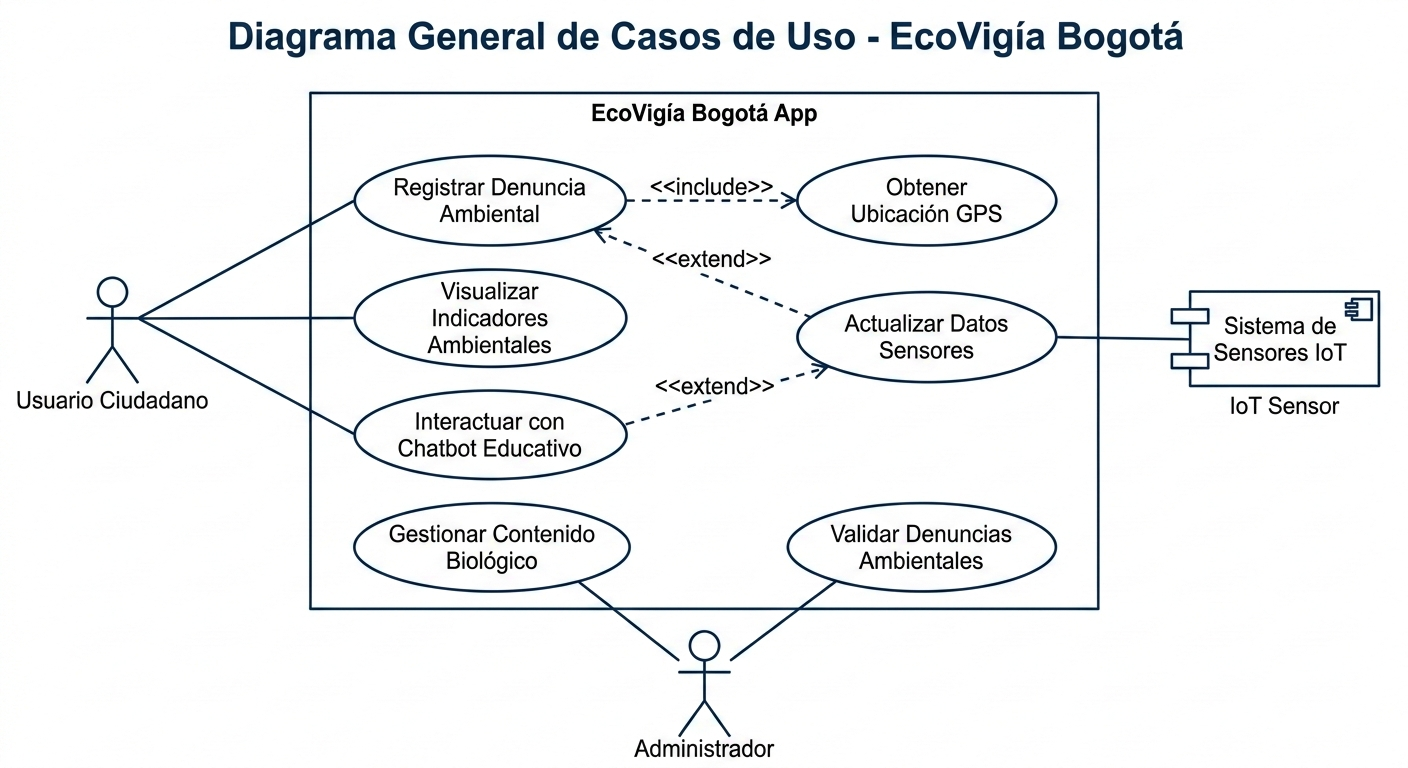 Diagrama General de Casos de Uso - EcoVigía Bogotá
EcoVigía Bogotá App
Registrar Denuncia
Ambiental
<<include>>
Obtener
Ubicación GPS
<<extend>>
Visualizar
Indicadores
Ambientales
Actualizar Datos
Sensores
Sistema de
Sensores IoT
IoT Sensor
Usuario Ciudadano
<<extend>>
Interactuar con
Chatbot Educativo
Gestionar Contenido
Biológico
Validar Denuncias
Ambientales
Administrador